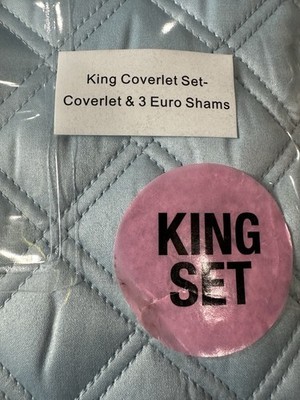 King Coverlet Set-
Coverlet & 3 Euro Shams
KING
SET